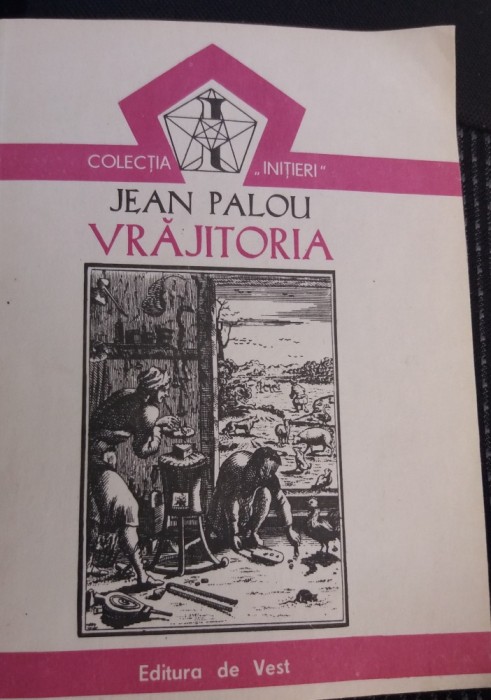 COLECȚIA „INIȚIERI"
JEAN PALOU
VRĂJITORIA
Editura de Vest